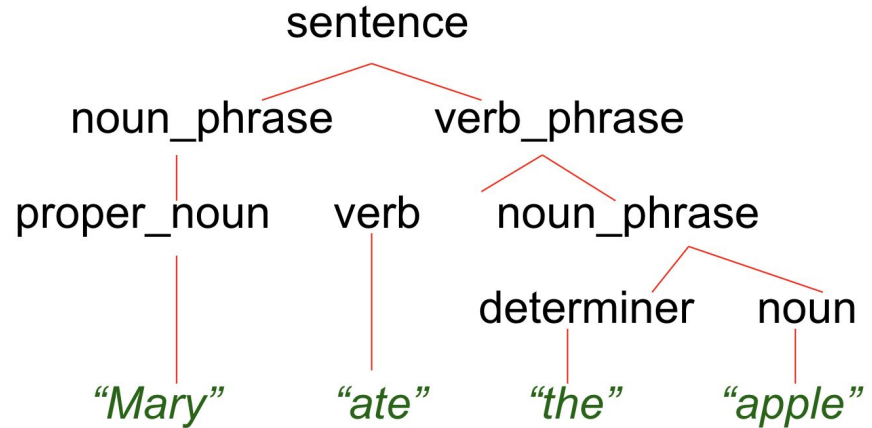 sentence
noun_phrase verb_phrase
proper_noun verb noun_phrase
determiner noun
“Mary” “ate” “the” “apple”